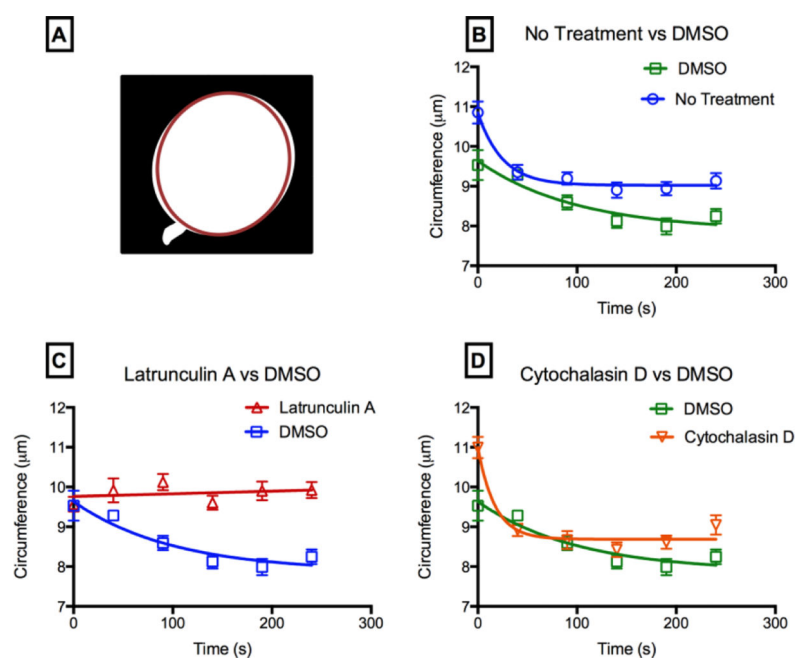 A
B
No Treatment vs DMSO
DMSO
No Treatment
12
11
10
9
8
7
0
100
200
300
Circumference (µm)
Time (s)
C
Latrunculin A vs DMSO
Latrunculin A
DMSO
12
11
10
9
8
7
0
100
200
300
Circumference (µm)
Time (s)
D
Cytochalasin D vs DMSO
DMSO
Cytochalasin D
12
11
10
9
8
7
0
100
200
300
Circumference (µm)
Time (s)